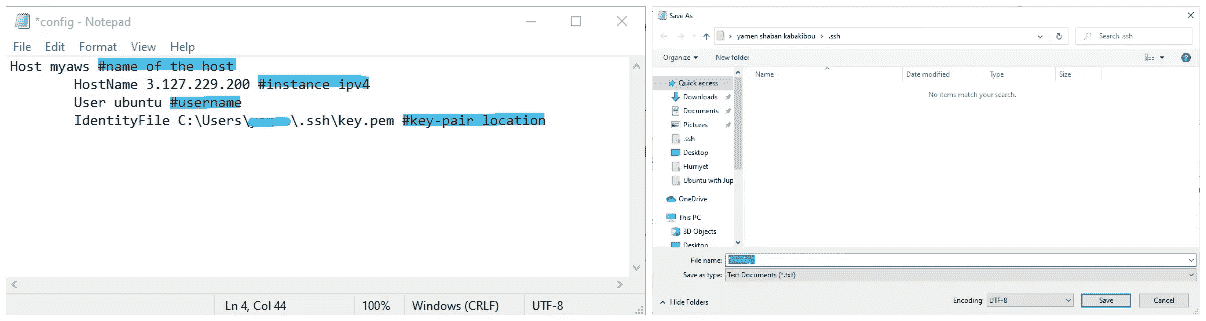 *config - Notepad
File Edit Format View Help
Host myaws #name of the host
HostName 3.127.229.200 #instance ipv4
User ubuntu #username
IdentityFile C:\Users\ \.ssh\key.pem #key-pair location
Ln 4, Col 44 100% Windows (CRLF) UTF-8
Save As
yamen shaban kabakibou > .ssh
Search .ssh
Organize New folder
Name Date modified Type Size
No items match your search.
Quick access
Downloads
Documents
Pictures
.ssh
Desktop
Hurriyet
Ubuntu with Jup
OneDrive
This PC
3D Objects
Desktop
File name:
Save as type: Text Documents (*.txt)
Hide Folders Encoding: UTF-8 Save Cancel